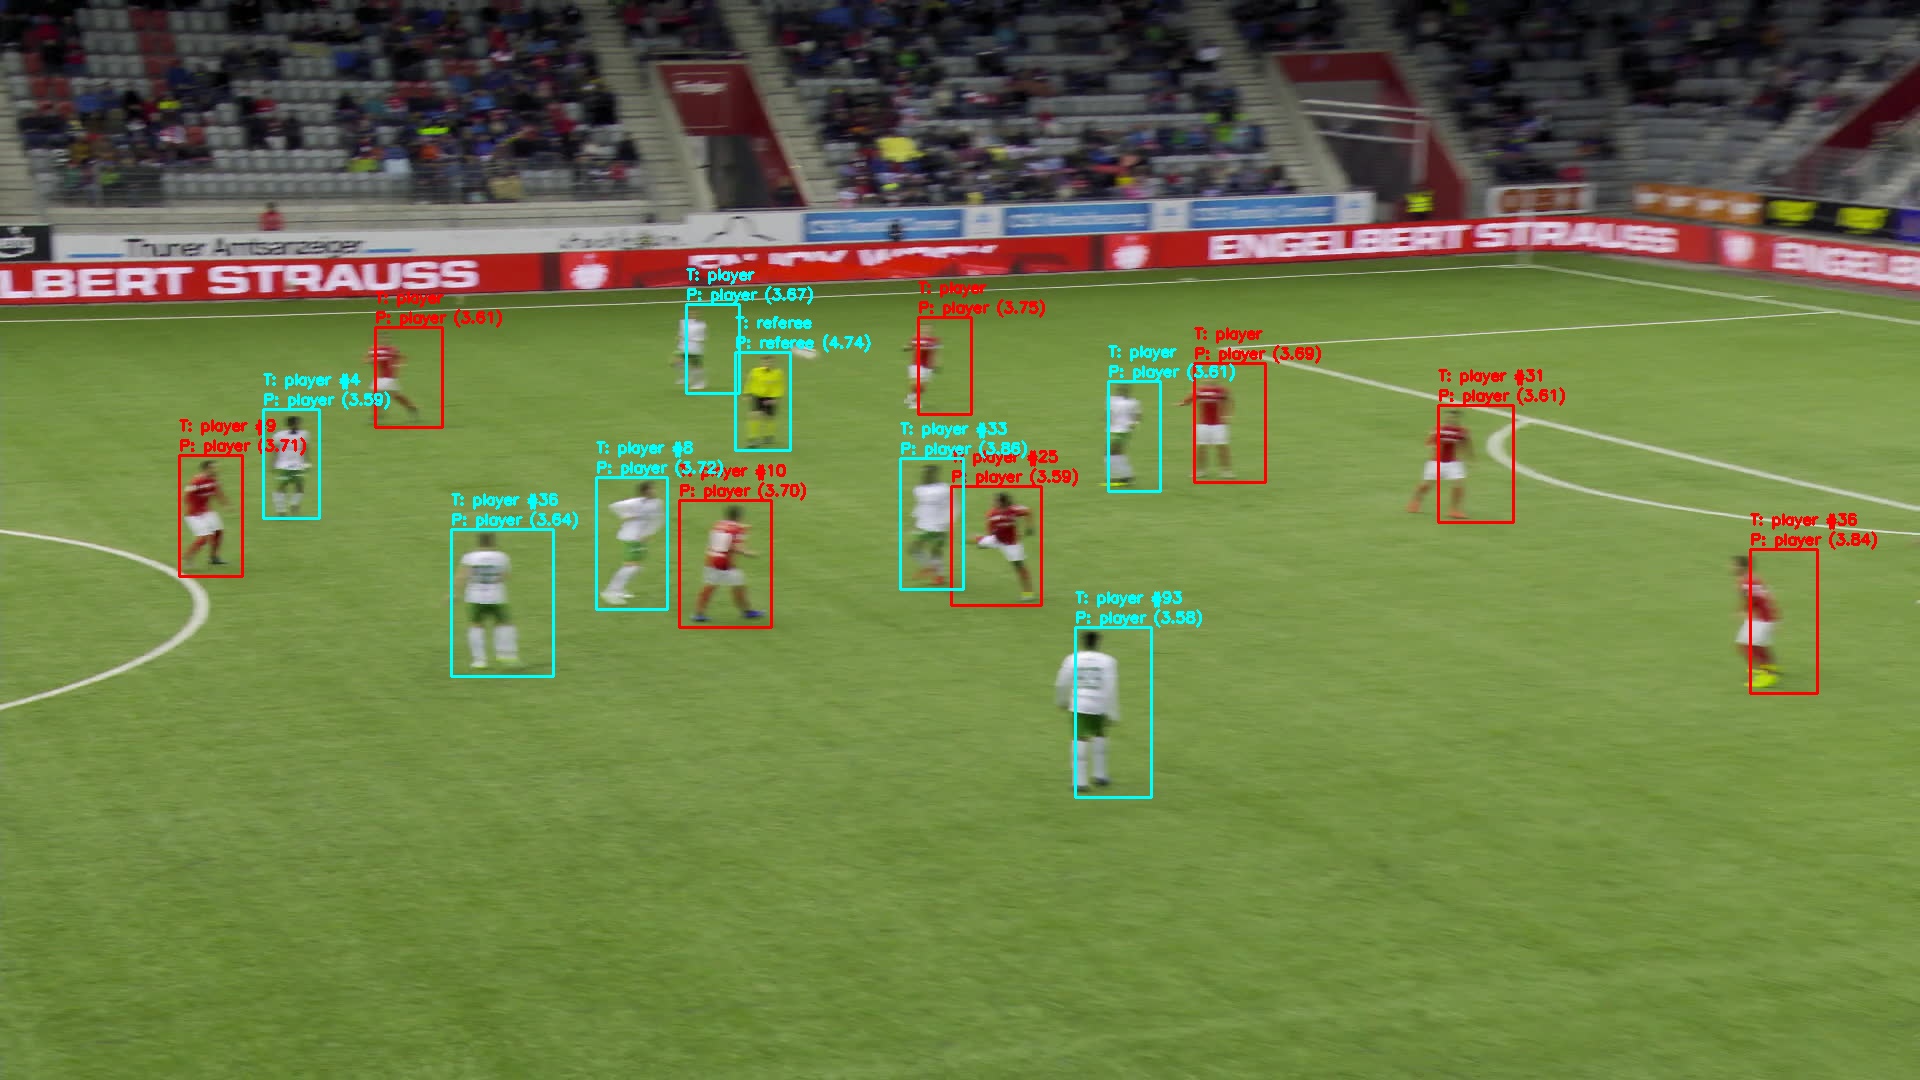 Thuner Amtsanzeiger
LBERT STRAUSS
ENGELBERT STRAUSS
ENGELB
T: player
P: player (3.67)
T: player
P: player (3.61)
T: player
P: player (3.75)
T: referee
P: referee (4.74)
T: player
P: player (3.69)
T: player
P: player (3.61)
T: player #4
P: player (3.59)
T: player #31
P: player (3.61)
T: player #9
P: player (3.71)
T: player #33
P: player (3.86)
T: player #8
P: player (3.72)
player #25
P: player (3.59)
player #10
P: player (3.70)
T: player #36
P: player (3.64)
T: player #36
P: player (3.84)
T: player #93
P: player (3.58)